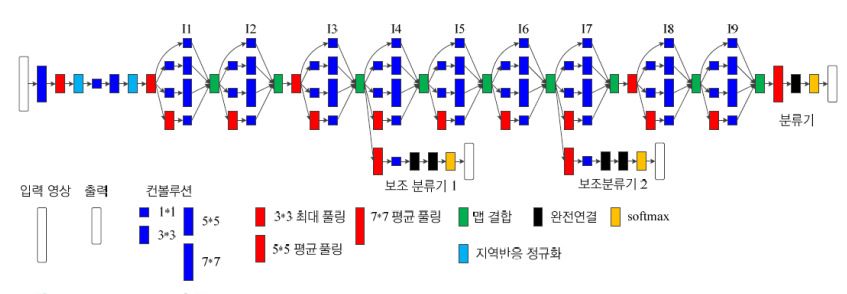 I1 I2 I3 I4 I5 I6 I7 I8 I9
분류기
보조 분류기 1
보조분류기 2
입력 영상 출력 컨볼루션
1*1
3*3
5*5
7*7
3*3 최대 풀링
5*5 평균 풀링
7*7 평균 풀링
맵 결합
완전연결
softmax
지역반응 정규화